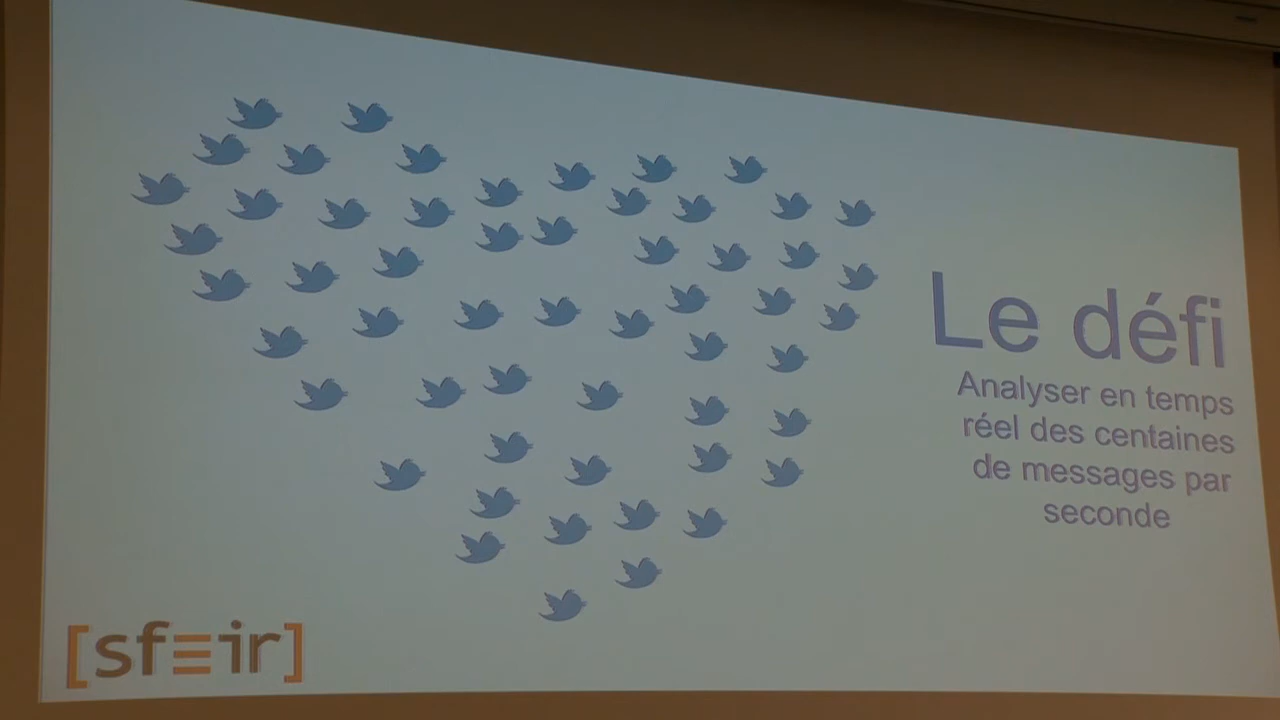 Le défi
Analyser en temps
réel des centaines
de messages par
seconde
[sfeir]